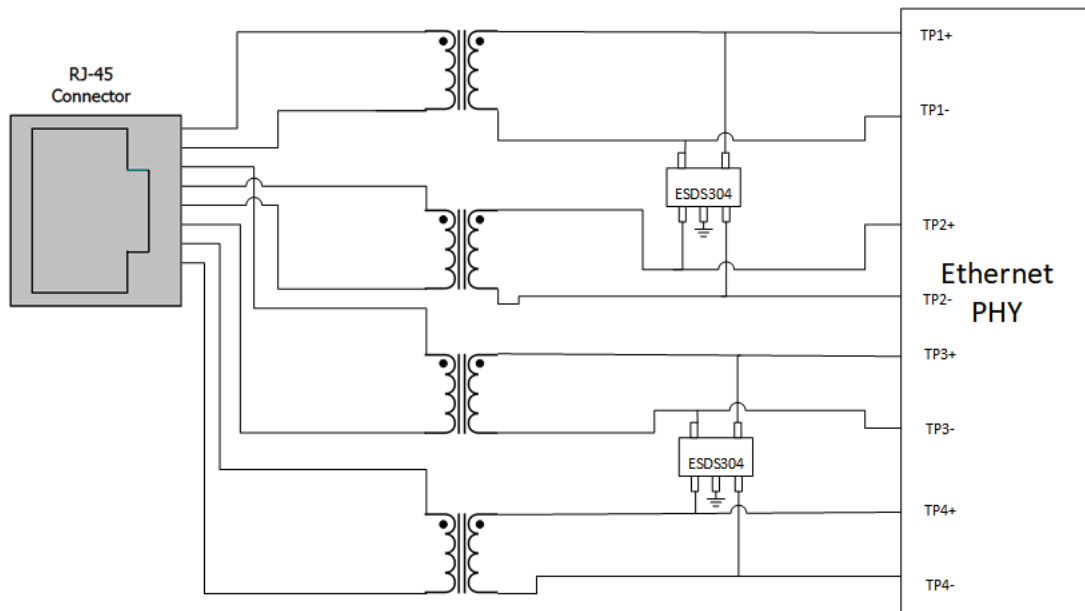 RJ-45
Connector
TP1+
TP1-
ESDS304
TP2+
Ethernet
PHY
TP2-
TP3+
TP3-
ESDS304
TP4+
TP4-